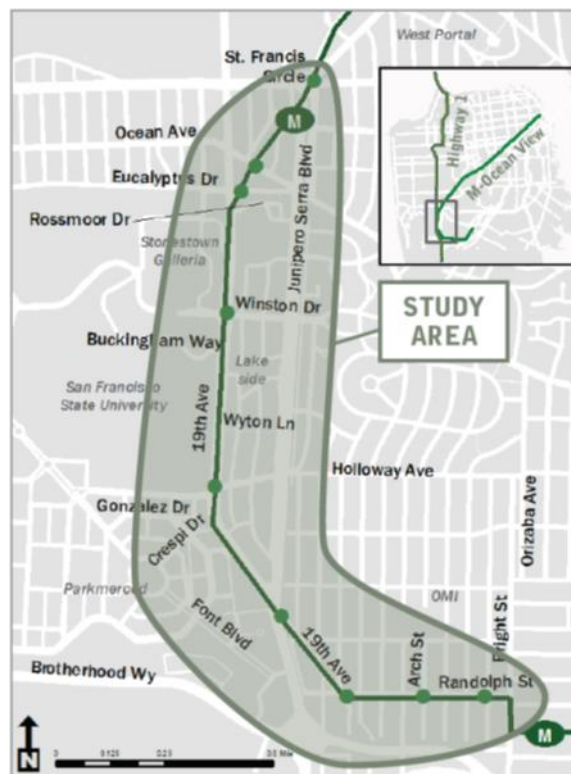 West Portal
St. Francis
Circle
M
Ocean Ave
Highway 1
M-Ocean View
Eucalyptus Dr
Junipero Serra Blvd
Rossmoor Dr
Stonestown
Galleria
Winston Dr
STUDY
AREA
Buckingham Way
Lake
side
San Francisco
State University
19th Ave
Wyton Ln
Holloway Ave
Gonzalez Dr
Crespi Dr
Orizaba Ave
Parkmerced
OMI
Font Blvd
19th Ave
Arch St
Bright St
Brotherhood Wy
Randolph St
M
N
0
0.25